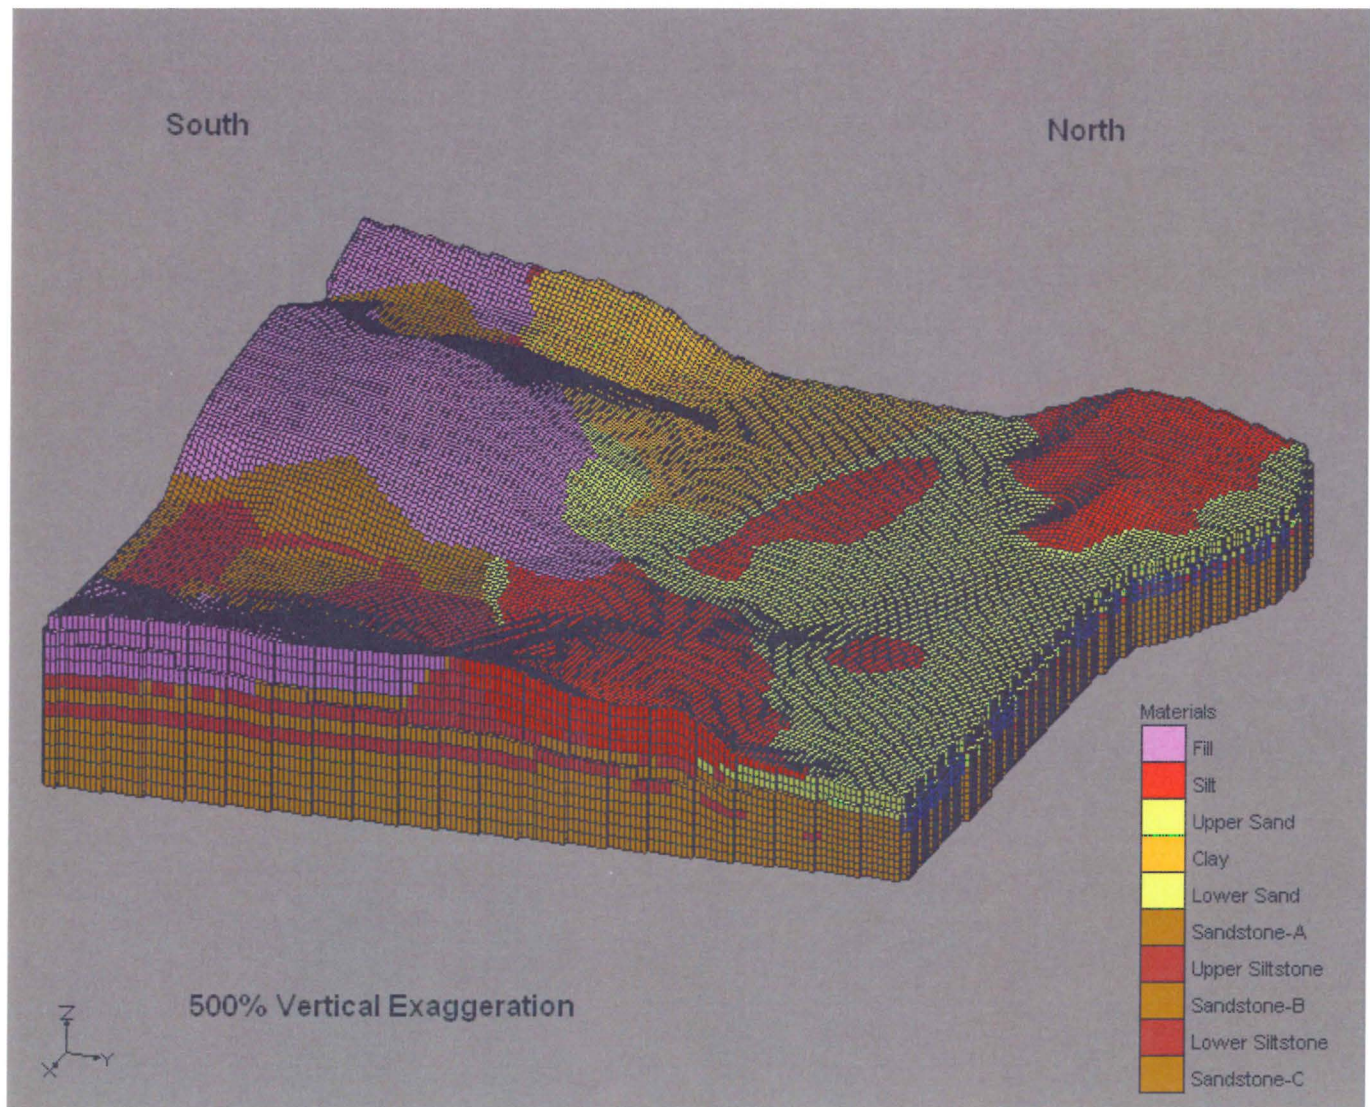 South
North
Materials
Fill
Silt
Upper Sand
Clay
Lower Sand
Sandstone-A
Upper Siltstone
Sandstone-B
Lower Siltstone
Sandstone-C
500% Vertical Exaggeration
Z
X
Y